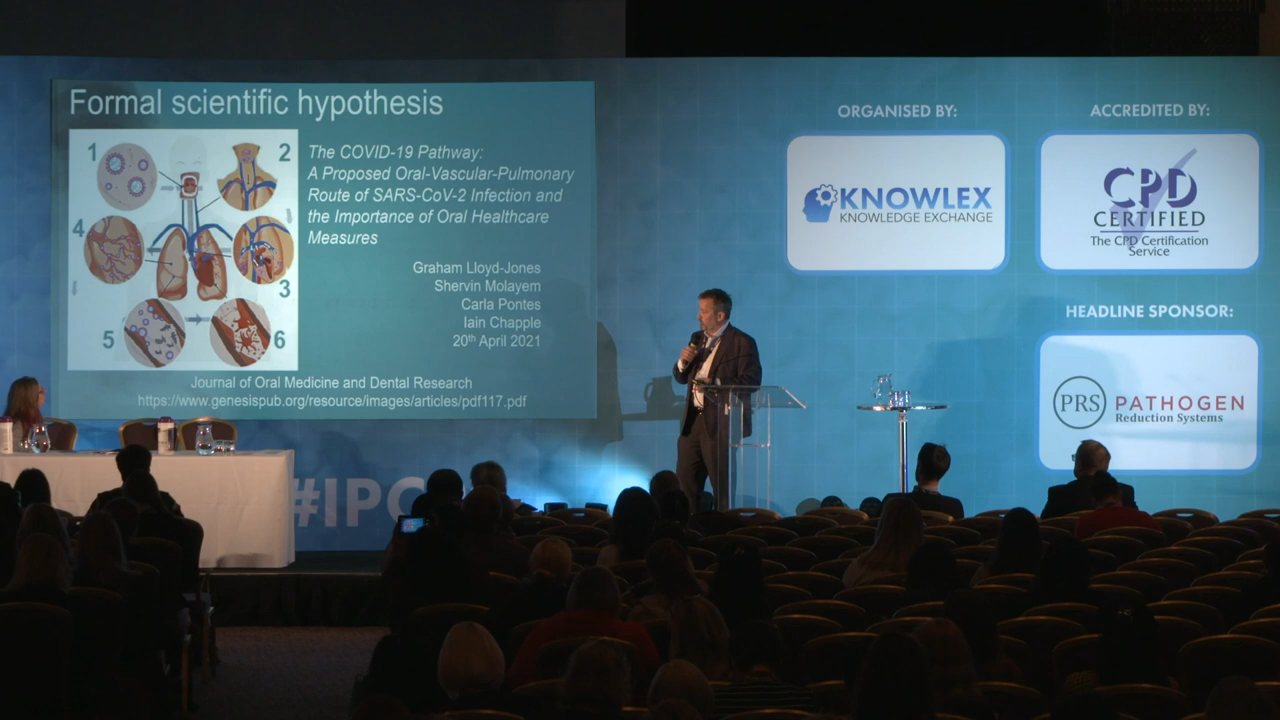 Formal scientific hypothesis
1
2
3
4
5
6
The COVID-19 Pathway:
A Proposed Oral-Vascular-Pulmonary
Route of SARS-CoV-2 Infection and
the Importance of Oral Healthcare
Measures
Graham Lloyd-Jones
Shervin Molayem
Carla Pontes
Iain Chapple
20th April 2021
Journal of Oral Medicine and Dental Research
https://www.genesispub.org/resource/images/articles/pdf117.pdf
ORGANISED BY:
KNOWLEX
KNOWLEDGE EXCHANGE
ACCREDITED BY:
CPD
CERTIFIED
The CPD Certification
Service
HEADLINE SPONSOR:
PRS
PATHOGEN
Reduction Systems
#IPC